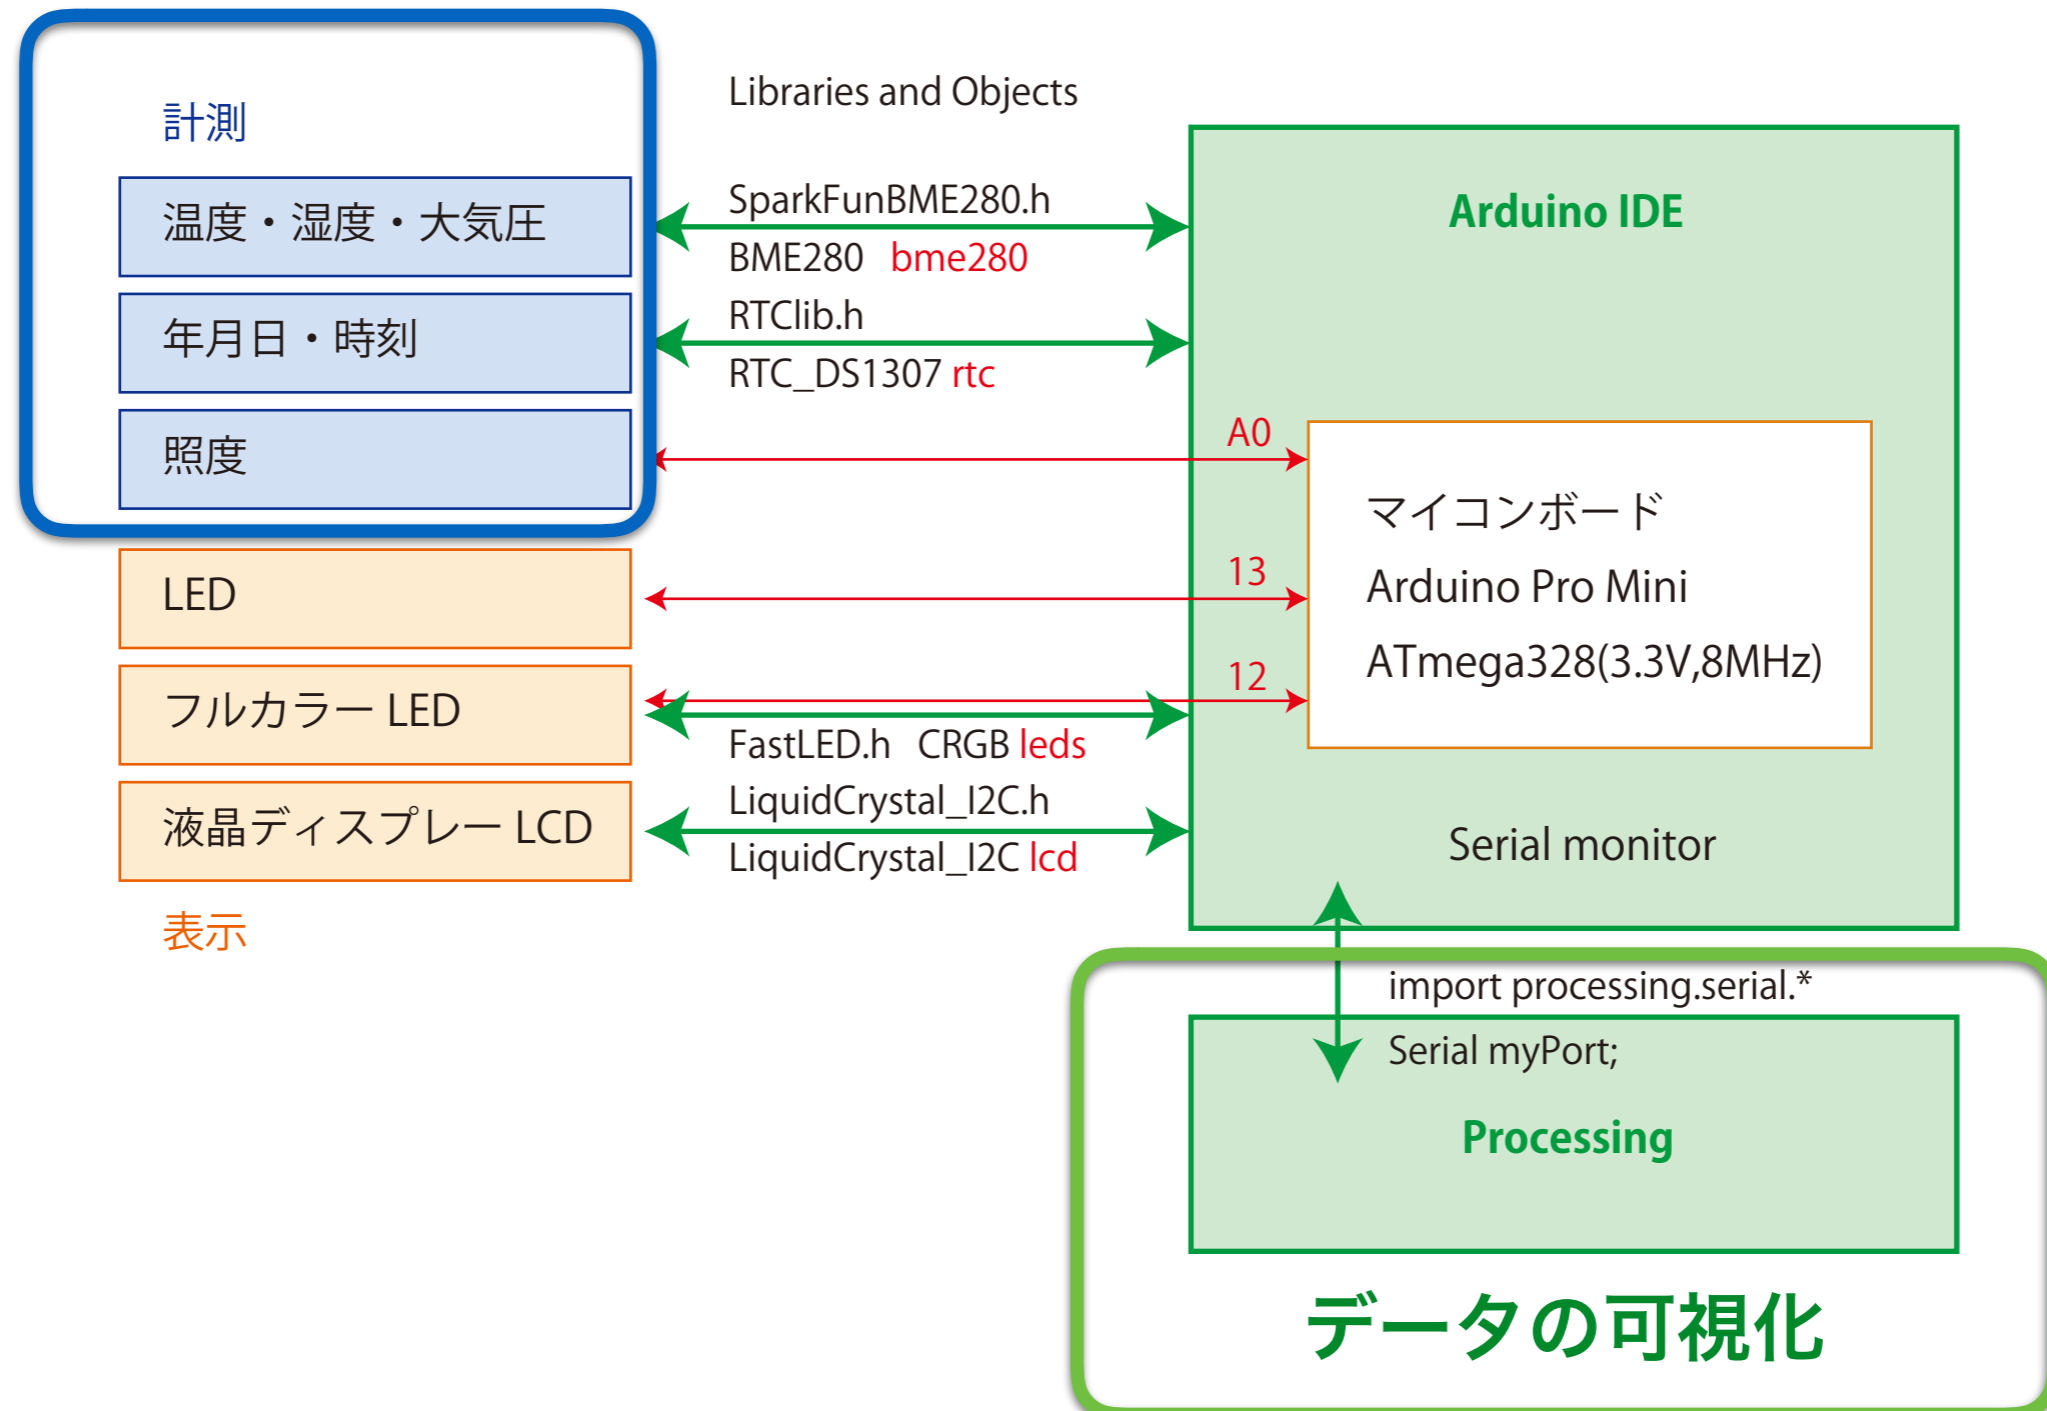 計測
温度・湿度・大気圧
年月日・時刻
照度
LED
フルカラー LED
液晶ディスプレー LCD
表示
Libraries and Objects
SparkFunBME280.h
BME280 bme280
RTClib.h
RTC_DS1307 rtc
A0
13
12
FastLED.h CRGB leds
LiquidCrystal_I2C.h
LiquidCrystal_I2C lcd
Arduino IDE
マイコンボード
Arduino Pro Mini
ATmega328(3.3V,8MHz)
Serial monitor
import processing.serial.*
Serial myPort;
Processing
データの可視化